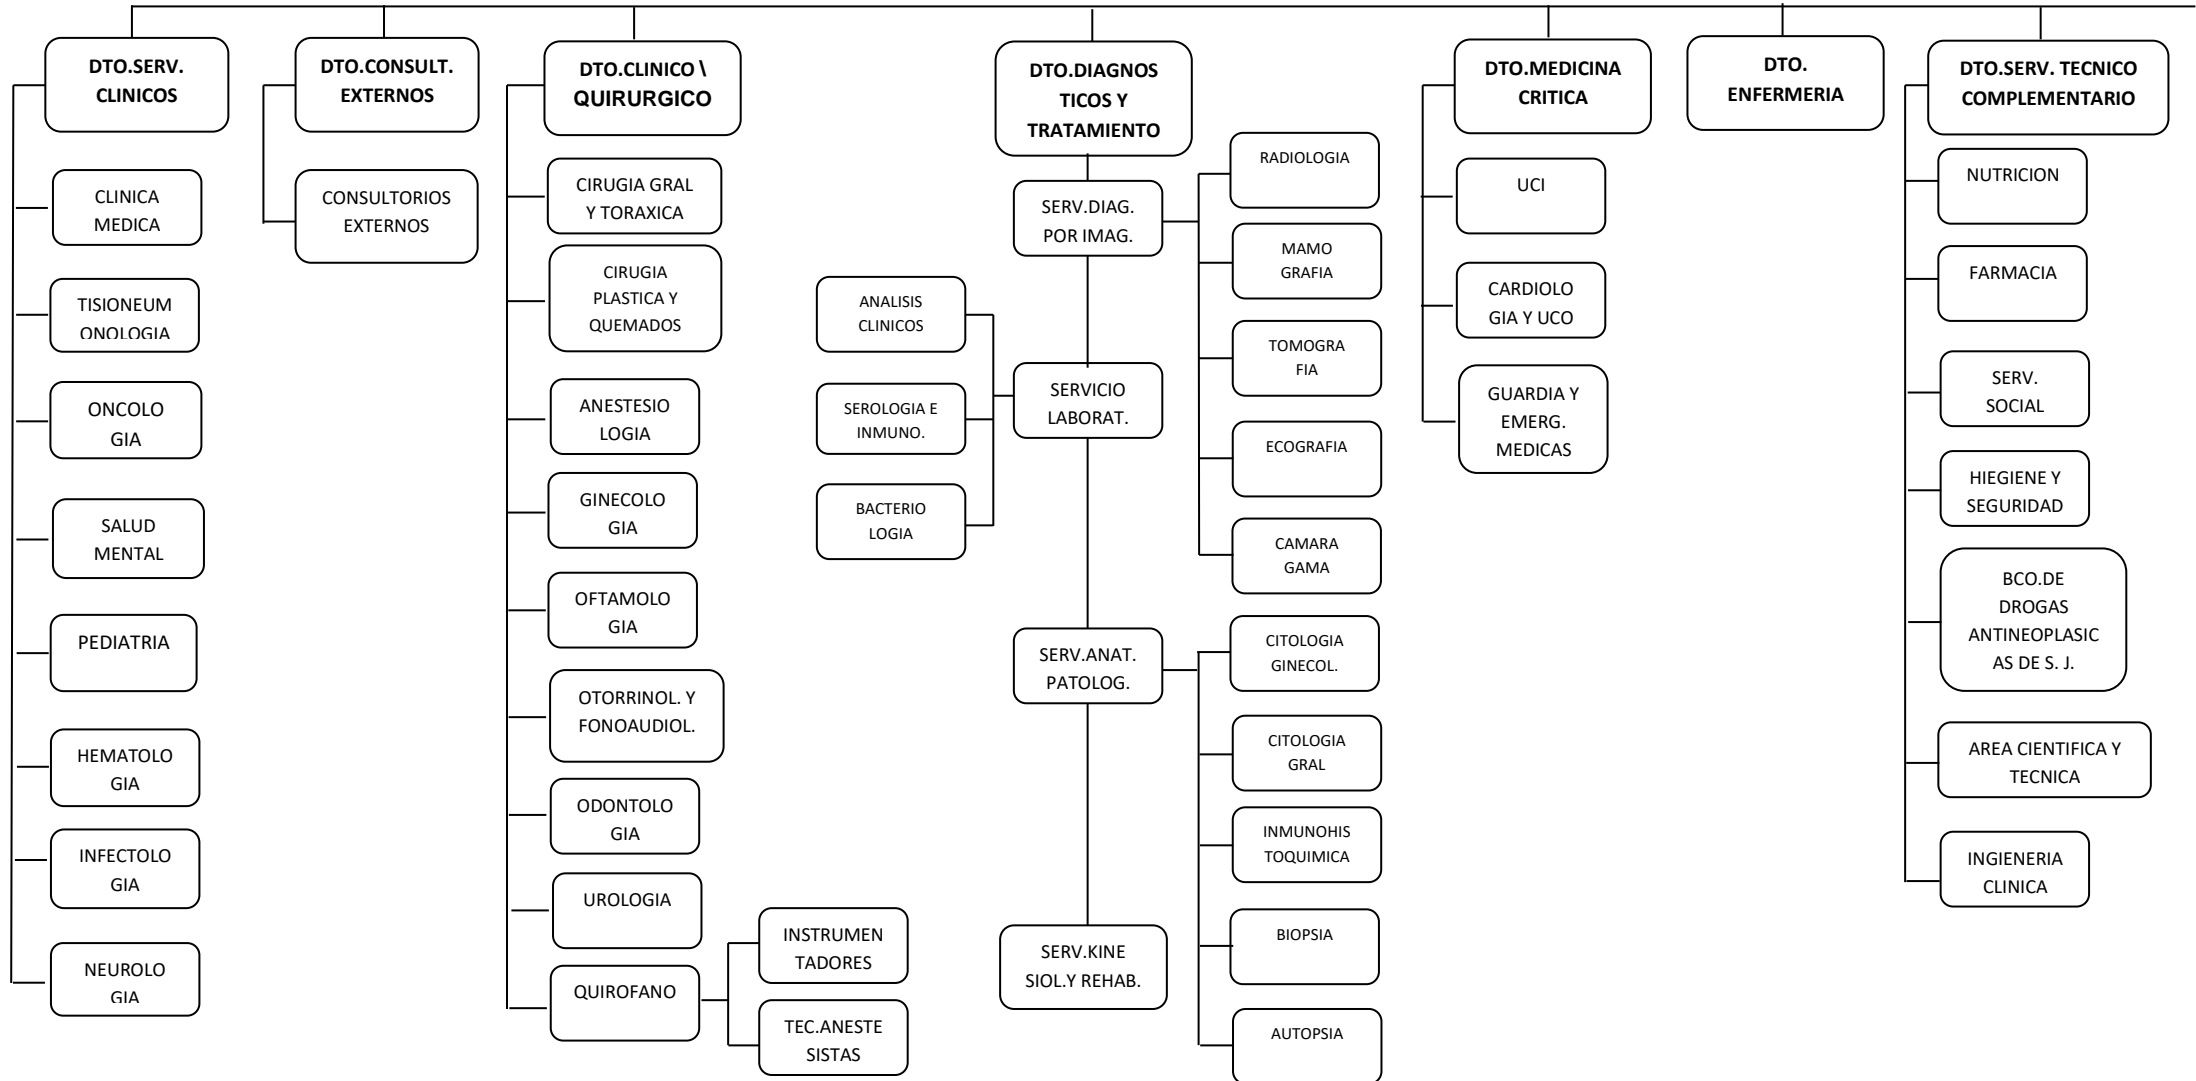 DTO.SERV.
CLINICOS
CLINICA
MEDICA
TISIONEUM
ONOLOGIA
ONCOLO
GIA
SALUD
MENTAL
PEDIATRIA
HEMATOLO
GIA
INFECTOLO
GIA
NEUROLO
GIA
DTO.CONSULT.
EXTERNOS
CONSULTORIOS
EXTERNOS
DTO.CLINICO \
QUIRURGICO
CIRUGIA GRAL
Y TORAXICA
CIRUGIA
PLASTICA Y
QUEMADOS
ANESTESIO
LOGIA
GINECOLO
GIA
OFTAMOLO
GIA
OTORRINOL. Y
FONOAUDIOL.
ODONTOLO
GIA
UROLOGIA
QUIROFANO
INSTRUMEN
TADORES
TEC.ANESTE
SISTAS
DTO.DIAGNOS
TICOS Y
TRATAMIENTO
SERV.DIAG.
POR IMAG.
RADIOLOGIA
MAMO
GRAFIA
TOMOGRA
FIA
ECOGRAFIA
CAMARA
GAMA
SERVICIO
LABORAT.
ANALISIS
CLINICOS
SEROLOGIA E
INMUNO.
BACTERIO
LOGIA
SERV.ANAT.
PATOLOG.
CITOLOGIA
GINECOL.
CITOLOGIA
GRAL
INMUNOHIS
TOQUIMICA
BIOPSIA
AUTOPSIA
SERV.KINE
SIOL.Y REHAB.
DTO.MEDICINA
CRITICA
UCI
CARDIOLO
GIA Y UCO
GUARDIA Y
EMERG.
MEDICAS
DTO.
ENFERMERIA
DTO.SERV. TECNICO
COMPLEMENTARIO
NUTRICION
FARMACIA
SERV.
SOCIAL
HIEGIENE Y
SEGURIDAD
BCO.DE
DROGAS
ANTINEOPLASIC
AS DE S. J.
AREA CIENTIFICA Y
TECNICA
INGIENERIA
CLINICA